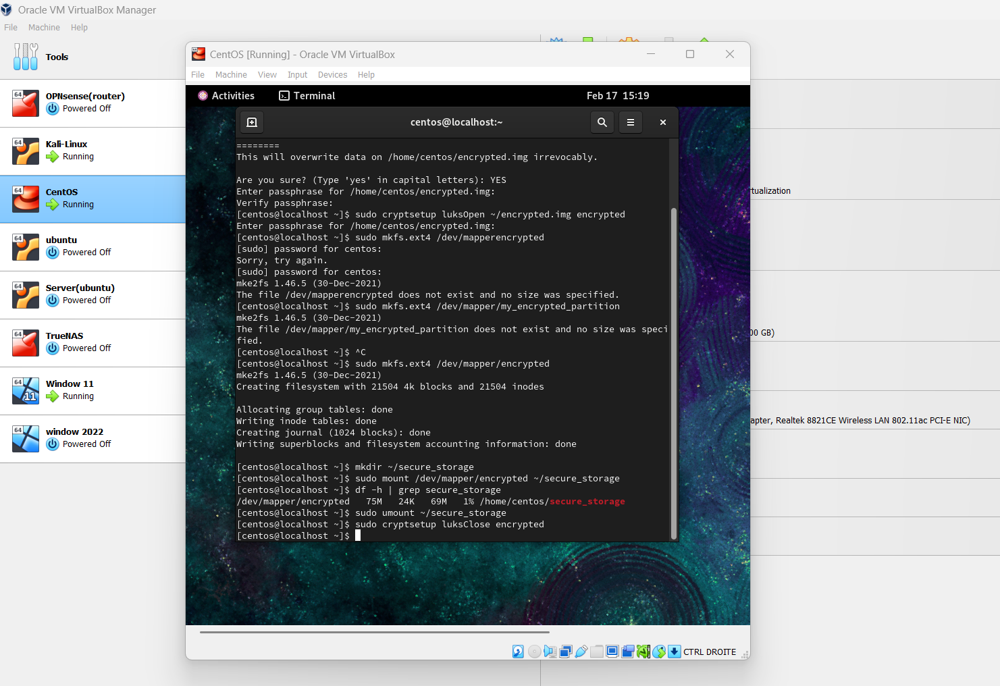 Oracle VM VirtualBox Manager
File Machine Help
Tools
64
OPNsense(router)
Powered Off
64
Kali-Linux
Running
64
CentOS
Running
64
ubuntu
Powered Off
64
Server(ubuntu)
Powered Off
64
TrueNAS
Powered Off
64
11
Window 11
Running
64
window 2022
Powered Off
CentOS [Running] - Oracle VM VirtualBox
File Machine View Input Devices Help
Activities Terminal Feb 17 15:19
centos@localhost:~
========
This will overwrite data on /home/centos/encrypted.img irrevocably.
Are you sure? (Type 'yes' in capital letters): YES
Enter passphrase for /home/centos/encrypted.img:
Verify passphrase:
[centos@localhost ~]$ sudo cryptsetup luksOpen ~/encrypted.img encrypted
Enter passphrase for /home/centos/encrypted.img:
[centos@localhost ~]$ sudo mkfs.ext4 /dev/mapperencrypted
[sudo] password for centos:
Sorry, try again.
[sudo] password for centos:
mke2fs 1.46.5 (30-Dec-2021)
The file /dev/mapperencrypted does not exist and no size was specified.
[centos@localhost ~]$ sudo mkfs.ext4 /dev/mapper/my_encrypted_partition
mke2fs 1.46.5 (30-Dec-2021)
The file /dev/mapper/my_encrypted_partition does not exist and no size was speci
fied.
[centos@localhost ~]$ ^C
[centos@localhost ~]$ sudo mkfs.ext4 /dev/mapper/encrypted
mke2fs 1.46.5 (30-Dec-2021)
Creating filesystem with 21504 4k blocks and 21504 inodes
Allocating group tables: done
Writing inode tables: done
Creating journal (1024 blocks): done
Writing superblocks and filesystem accounting information: done
[centos@localhost ~]$ mkdir ~/secure_storage
[centos@localhost ~]$ sudo mount /dev/mapper/encrypted ~/secure_storage
[centos@localhost ~]$ df -h | grep secure_storage
/dev/mapper/encrypted 75M 24K 69M 1% /home/centos/secure_storage
[centos@localhost ~]$ sudo umount ~/secure_storage
[centos@localhost ~]$ sudo cryptsetup luksClose encrypted
[centos@localhost ~]$
CTRL DROITE
rtualization
00 GB)
apter, Realtek 8821CE Wireless LAN 802.11ac PCI-E NIC)